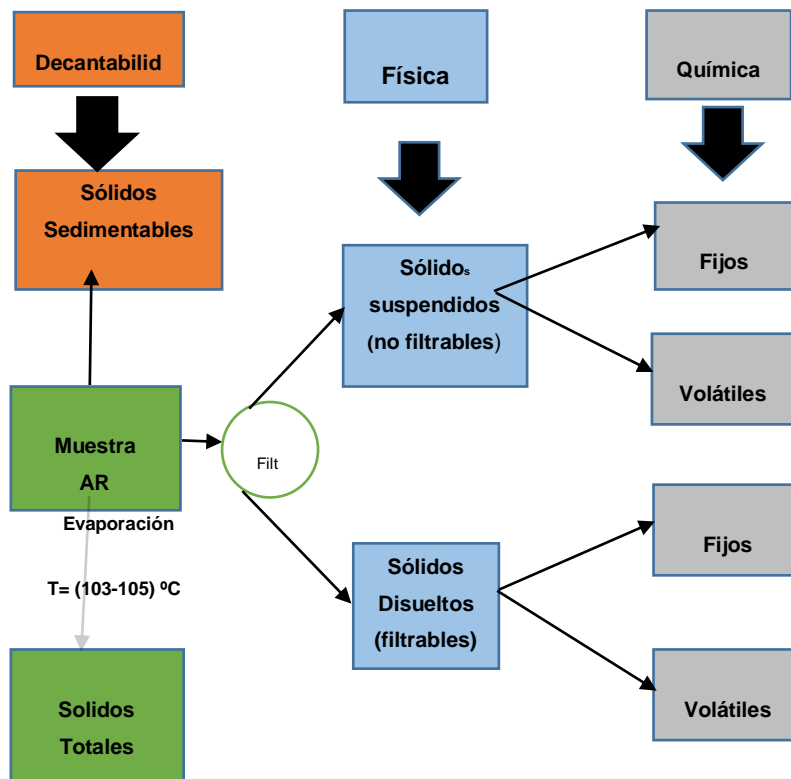 Decantabilid
Física
Química
Sólidos
Sedimentables
Sólidos
suspendidos
(no filtrables)
Fijos
Volátiles
Muestra
AR
Filt
Evaporación
T= (103-105) ºC
Sólidos
Disueltos
(filtrables)
Fijos
Volátiles
Solidos
Totales